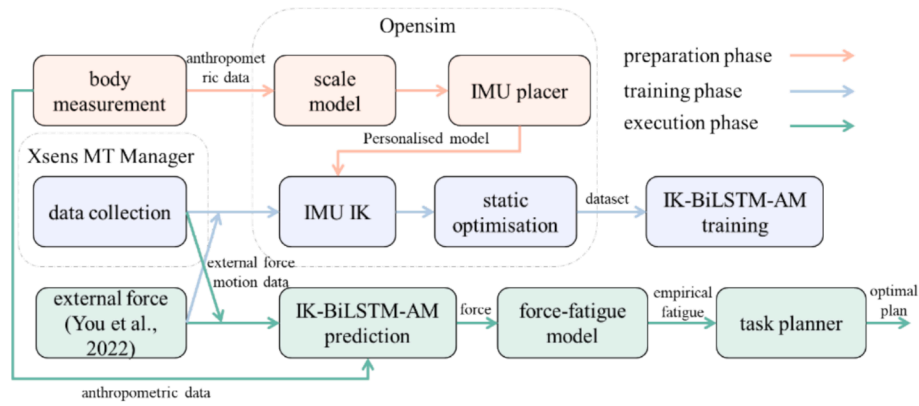 Opensim
body
measurement
anthropomet
ric data
scale
model
IMU placer
preparation phase
training phase
execution phase
Personalised model
Xsens MT Manager
data collection
IMU IK
static
optimisation
dataset
IK-BiLSTM-AM
training
external force
motion data
external force
(You et al.,
2022)
IK-BiLSTM-AM
prediction
force
force-fatigue
model
empirical
fatigue
task planner
optimal
plan
anthropometric data